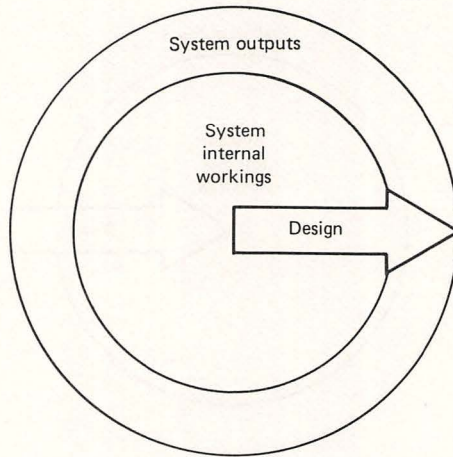 System outputs
System
internal
workings
Design